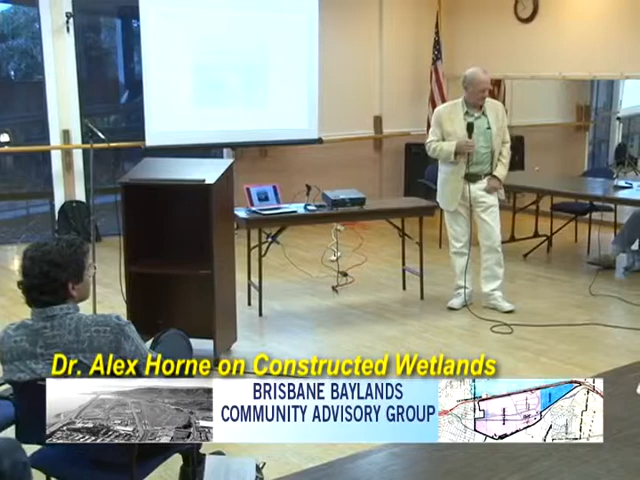 Dr. Alex Horne on Constructed Wetlands
BRISBANE BAYLANDS
COMMUNITY ADVISORY GROUP